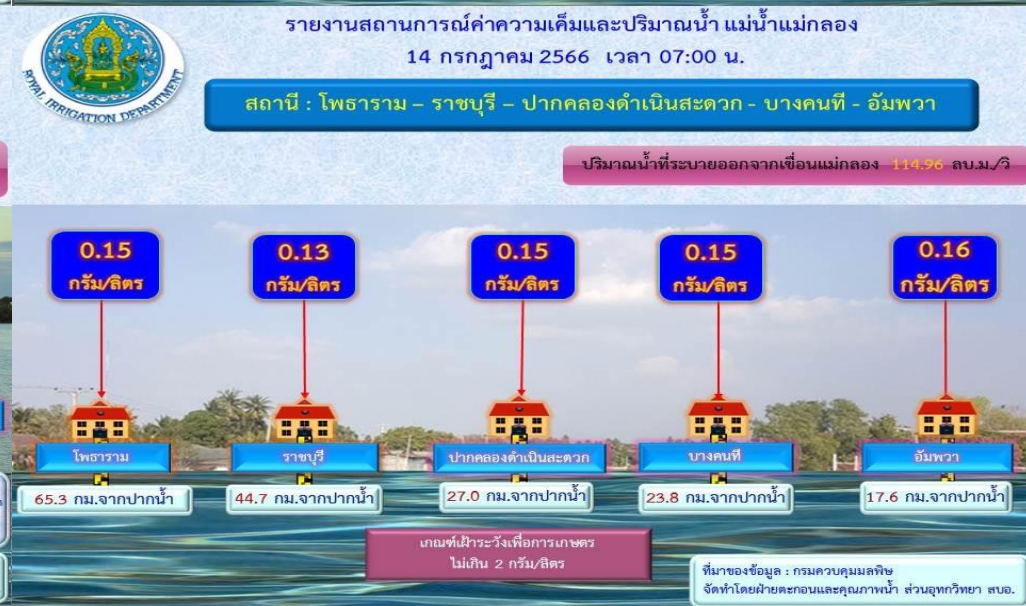 รายงานสถานการณ์ค่าความเค็มและปริมาณน้ำ แม่น้ำแม่กลอง
14 กรกฎาคม 2566 เวลา 07:00 น.
ROYAL IRRIGATION DEPARTMENT
สถานี : โพธาราม – ราชบุรี – ปากคลองดำเนินสะดวก - บางคนที - อัมพวา
ปริมาณน้ำที่ระบายออกจากเขื่อนแม่กลอง 114.96 ลบ.ม./วิ
0.15 กรัม/ลิตร
0.13 กรัม/ลิตร
0.15 กรัม/ลิตร
0.15 กรัม/ลิตร
0.16 กรัม/ลิตร
โพธาราม
ราชบุรี
ปากคลองดำเนินสะดวก
บางคนที
อัมพวา
65.3 กม.จากปากน้ำ
44.7 กม.จากปากน้ำ
27.0 กม.จากปากน้ำ
23.8 กม.จากปากน้ำ
17.6 กม.จากปากน้ำ
เกณฑ์เฝ้าระวังเพื่อการเกษตร
ไม่เกิน 2 กรัม/ลิตร
ที่มาของข้อมูล : กรมควบคุมมลพิษ
จัดทำโดยฝ่ายตะกอนและคุณภาพน้ำ ส่วนอุทกวิทยา สบอ.